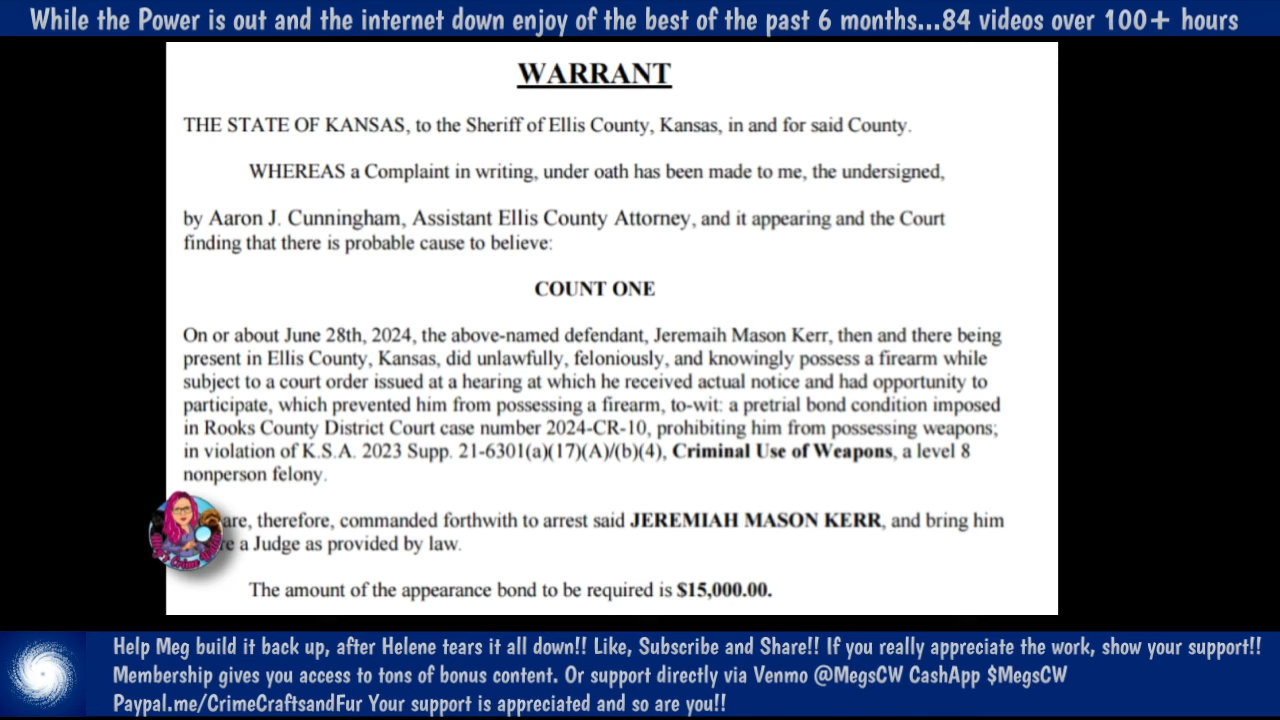 While the Power is out and the internet down enjoy of the best of the past 6 months...84 videos over 100+ hours
WARRANT
THE STATE OF KANSAS, to the Sheriff of Ellis County, Kansas, in and for said County.
WHEREAS a Complaint in writing, under oath has been made to me, the undersigned,
by Aaron J. Cunningham, Assistant Ellis County Attorney, and it appearing and the Court
finding that there is probable cause to believe:
COUNT ONE
On or about June 28th, 2024, the above-named defendant, Jeremaih Mason Kerr, then and there being
present in Ellis County, Kansas, did unlawfully, feloniously, and knowingly possess a firearm while
subject to a court order issued at a hearing at which he received actual notice and had opportunity to
participate, which prevented him from possessing a firearm, to-wit: a pretrial bond condition imposed
in Rooks County District Court case number 2024-CR-10, prohibiting him from possessing weapons;
in violation of K.S.A. 2023 Supp. 21-6301(a)(17)(A)/(b)(4), Criminal Use of Weapons, a level 8
nonperson felony.
are, therefore, commanded forthwith to arrest said JEREMIAH MASON KERR, and bring him
re a Judge as provided by law.
The amount of the appearance bond to be required is $15,000.00.
Help Meg build it back up, after Helene tears it all down!! Like, Subscribe and Share!! If you really appreciate the work, show your support!!
Membership gives you access to tons of bonus content. Or support directly via Venmo @MegsCW CashApp $MegsCW
Paypal.me/CrimeCraftsandFur Your support is appreciated and so are you!!